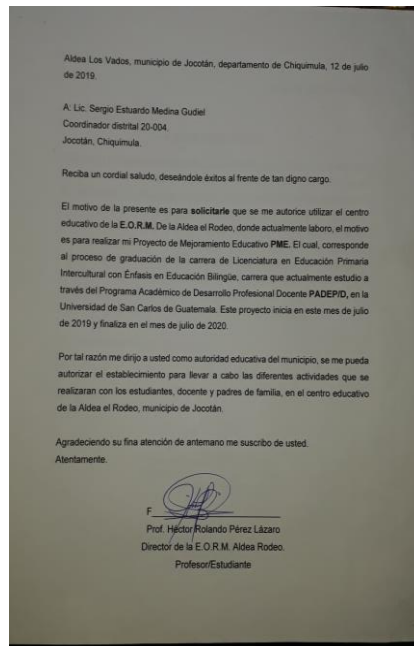 Aldea Los Vados, municipio de Jocotán, departamento de Chiquimula, 12 de julio
de 2019.
A: Lic. Sergio Estuardo Medina Gudiel
Coordinador distrital 20-004.
Jocotán, Chiquimula.
Reciba un cordial saludo, deseándole éxitos al frente de tan digno cargo.
El motivo de la presente es para solicitarle que se me autorice utilizar el centro
educativo de la E.O.R.M. De la Aldea el Rodeo, donde actualmente laboro, el motivo
es para realizar mi Proyecto de Mejoramiento Educativo PME. El cual, corresponde
al proceso de graduación de la carrera de Licenciatura en Educación Primaria
Intercultural con Énfasis en Educación Bilingüe, carrera que actualmente estudio a
través del Programa Académico de Desarrollo Profesional Docente PADEP/D, en la
Universidad de San Carlos de Guatemala. Este proyecto inicia en este mes de julio
de 2019 y finaliza en el mes de julio de 2020.
Por tal razón me dirijo a usted como autoridad educativa del municipio, se me pueda
autorizar el establecimiento para llevar a cabo las diferentes actividades que se
realizaran con los estudiantes, docente y padres de familia, en el centro educativo
de la Aldea el Rodeo, municipio de Jocotán.
Agradeciendo su fina atención de antemano me suscribo de usted.
Atentamente.
F.
Prof. Héctor Rolando Pérez Lázaro
Director de la E.O.R.M. Aldea Rodeo.
Profesor/Estudiante